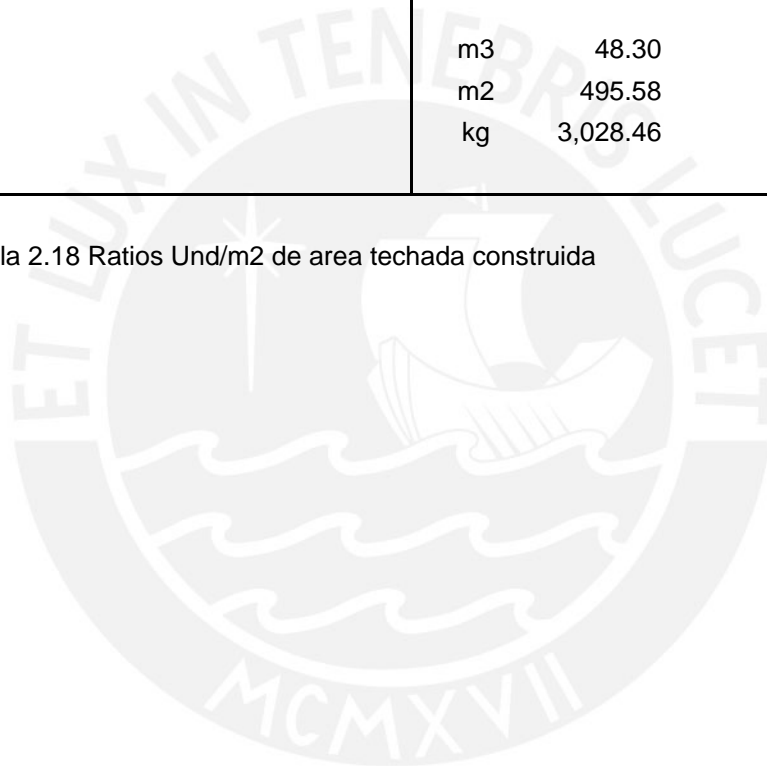 m3 48.30
m2 495.58
kg 3,028.46
la 2.18 Ratios Und/m2 de area techada construida
ET LUX IN TENEBRIS LUCET
MCMXVII